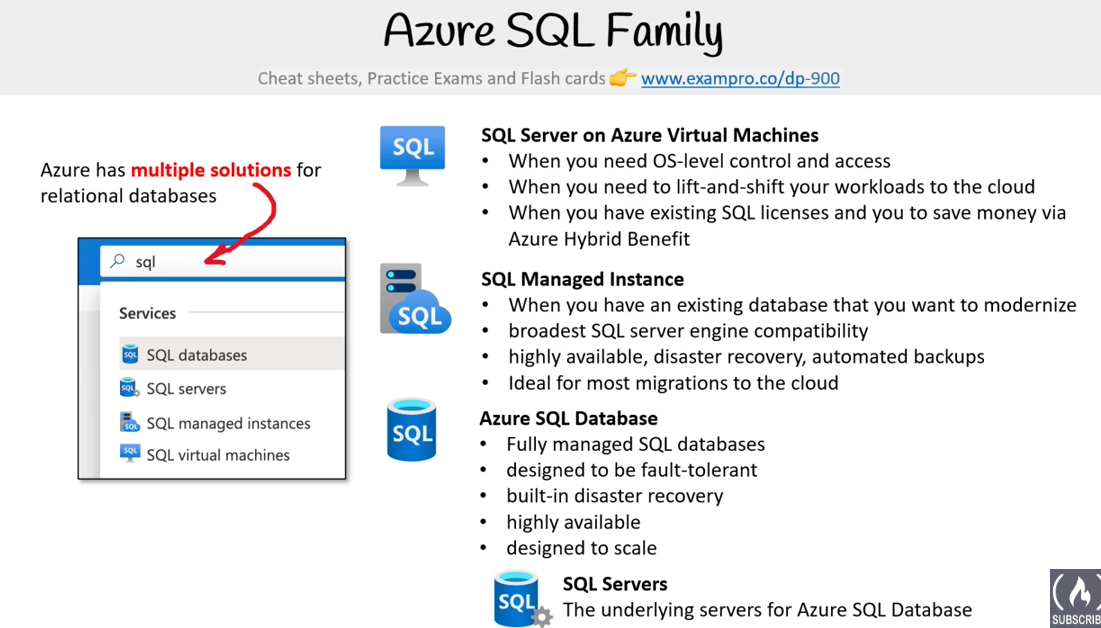 Azure SQL Family
Cheat sheets, Practice Exams and Flash cards 👉 www.exampro.co/dp-900
Azure has multiple solutions for
relational databases
sql
Services
SQL databases
SQL servers
SQL managed instances
SQL virtual machines
SQL
SQL Server on Azure Virtual Machines
• When you need OS-level control and access
• When you need to lift-and-shift your workloads to the cloud
• When you have existing SQL licenses and you to save money via
Azure Hybrid Benefit
SQL
SQL Managed Instance
• When you have an existing database that you want to modernize
• broadest SQL server engine compatibility
• highly available, disaster recovery, automated backups
• Ideal for most migrations to the cloud
SQL
Azure SQL Database
• Fully managed SQL databases
• designed to be fault-tolerant
• built-in disaster recovery
• highly available
• designed to scale
SQL
SQL Servers
The underlying servers for Azure SQL Database
SUBSCRIB